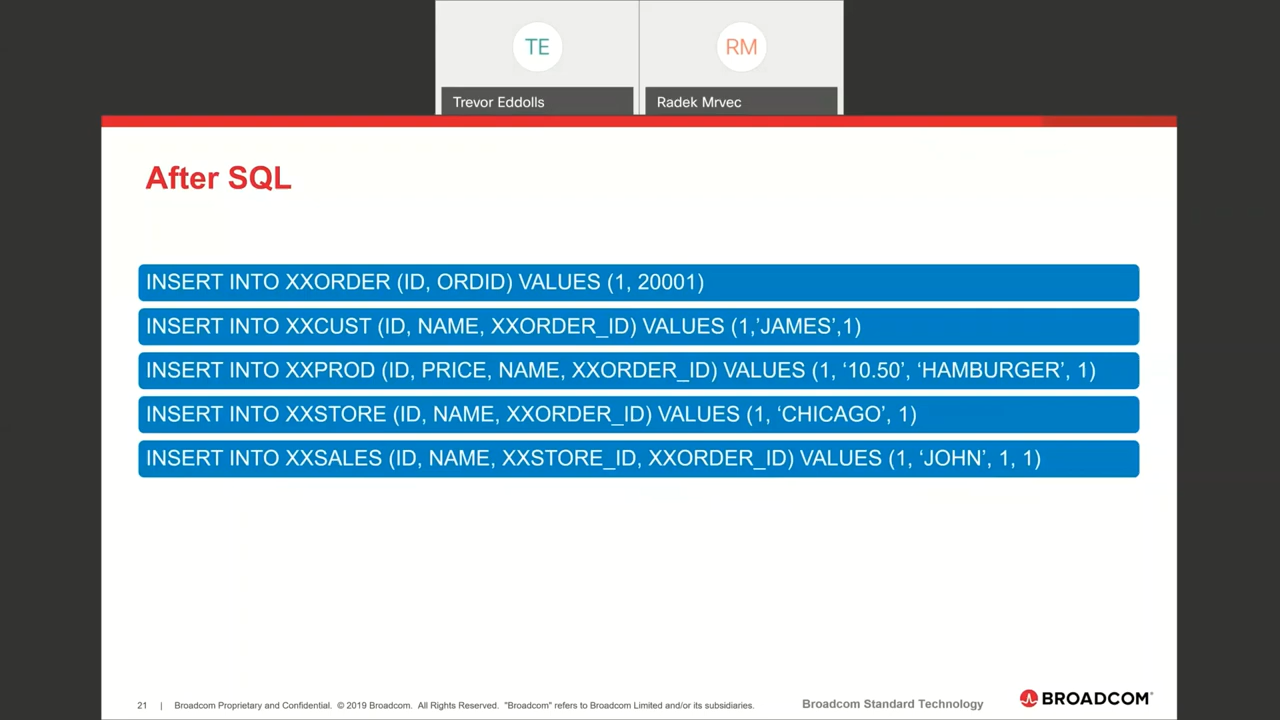 TE
RM
Trevor Eddolls
Radek Mrvec
After SQL
INSERT INTO XXORDER (ID, ORDID) VALUES (1, 20001)
INSERT INTO XXCUST (ID, NAME, XXORDER_ID) VALUES (1,’JAMES’,1)
INSERT INTO XXPROD (ID, PRICE, NAME, XXORDER_ID) VALUES (1, ‘10.50’, ‘HAMBURGER’, 1)
INSERT INTO XXSTORE (ID, NAME, XXORDER_ID) VALUES (1, ‘CHICAGO’, 1)
INSERT INTO XXSALES (ID, NAME, XXSTORE_ID, XXORDER_ID) VALUES (1, ‘JOHN’, 1, 1)
21 | Broadcom Proprietary and Confidential. © 2019 Broadcom. All Rights Reserved. "Broadcom" refers to Broadcom Limited and/or its subsidiaries.
Broadcom Standard Technology
BROADCOM®